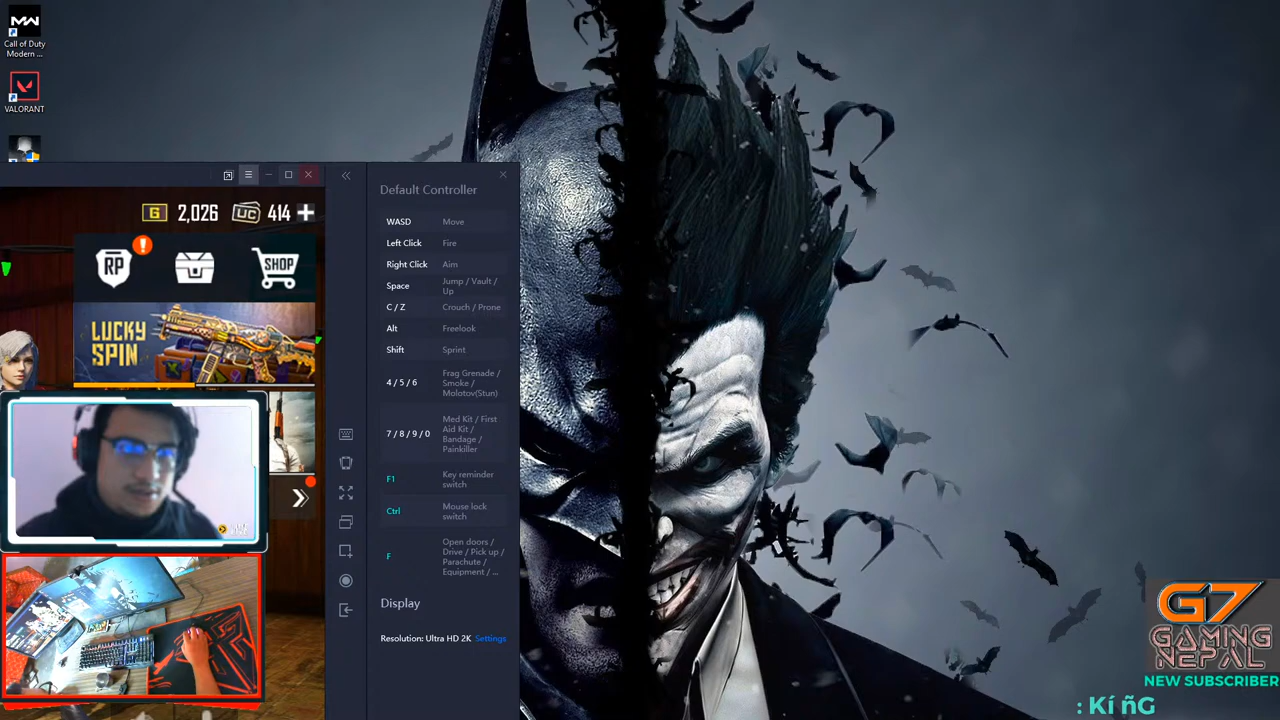 Call of Duty
Modern ...
VALORANT
G 2,026 UC 414
RP
SHOP
LUCKY
SPIN
Default Controller
WASD Move
Left Click Fire
Right Click Aim
Space Jump / Vault /
Up
C / Z Crouch / Prone
Alt Freelook
Shift Sprint
4 / 5 / 6 Frag Grenade /
Smoke /
Molotov(Stun)
7 / 8 / 9 / 0 Med Kit / First
Aid Kit /
Bandage /
Painkiller
F1 Key reminder
switch
Ctrl Mouse lock
switch
F Open doors /
Drive / Pick up /
Parachute /
Equipment / ...
Display
Resolution: Ultra HD 2K Settings
G7
GAMING
NEPAL
NEW SUBSCRIBER
: Kí ñG